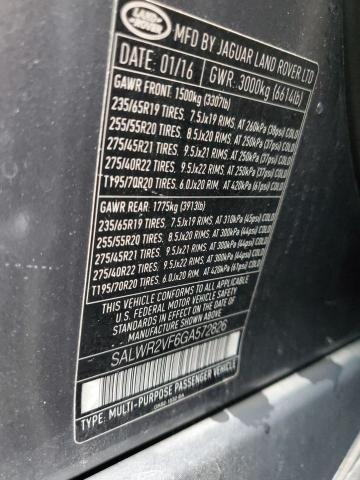 LAND ROVER
MFD BY JAGUAR LAND ROVER LTD
DATE: 01/16 GWR: 3000kg (6614lb)
GAWR FRONT: 1500kg (3307lb)
235/65R19 TIRES, 7.5Jx19 RIMS, AT 260kPa (38psi) COLD
255/55R20 TIRES, 8.5Jx20 RIMS, AT 250kPa (37psi) COLD
275/45R21 TIRES, 9.5Jx21 RIMS, AT 250kPa (37psi) COLD
275/40R22 TIRES, 9.5Jx22 RIMS, AT 250kPa (37psi) COLD
T195/70R20 TIRES, 6.0Jx20 RIM, AT 420kPa (61psi) COLD
GAWR REAR: 1775kg (3913lb)
235/65R19 TIRES, 7.5Jx19 RIMS, AT 310kPa (45psi) COLD
255/55R20 TIRES, 8.5Jx20 RIMS, AT 300kPa (44psi) COLD
275/45R21 TIRES, 9.5Jx21 RIMS, AT 300kPa (44psi) COLD
275/40R22 TIRES, 9.5Jx22 RIMS, AT 300kPa (44psi) COLD
T195/70R20 TIRES, 6.0Jx20 RIM, AT 420kPa (61psi) COLD
THIS VEHICLE CONFORMS TO ALL APPLICABLE
U.S. FEDERAL MOTOR VEHICLE SAFETY
STANDARDS IN EFFECT ON THE DATE OF
MANUFACTURE SHOWN ABOVE.
SALWR2VF6GA572826
TYPE: MULTI-PURPOSE PASSENGER VEHICLE